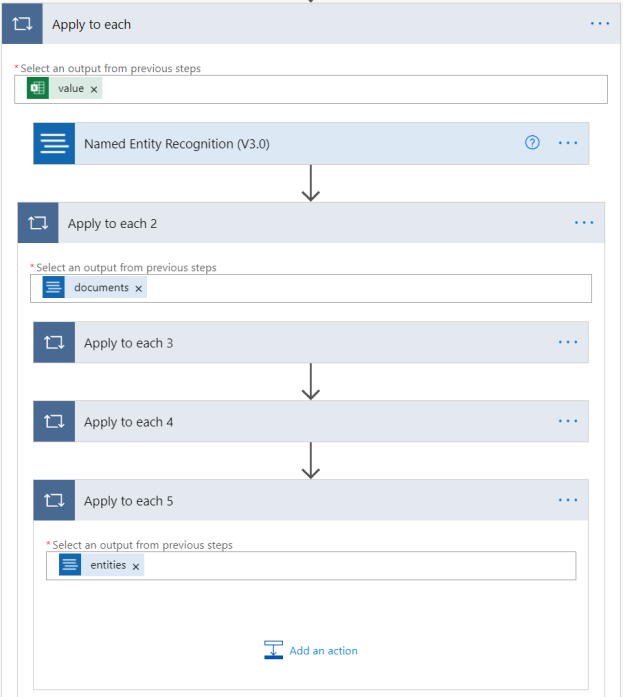 Apply to each
*Select an output from previous steps
value ×
Named Entity Recognition (V3.0)
Apply to each 2
*Select an output from previous steps
documents ×
Apply to each 3
Apply to each 4
Apply to each 5
*Select an output from previous steps
entities ×
Add an action